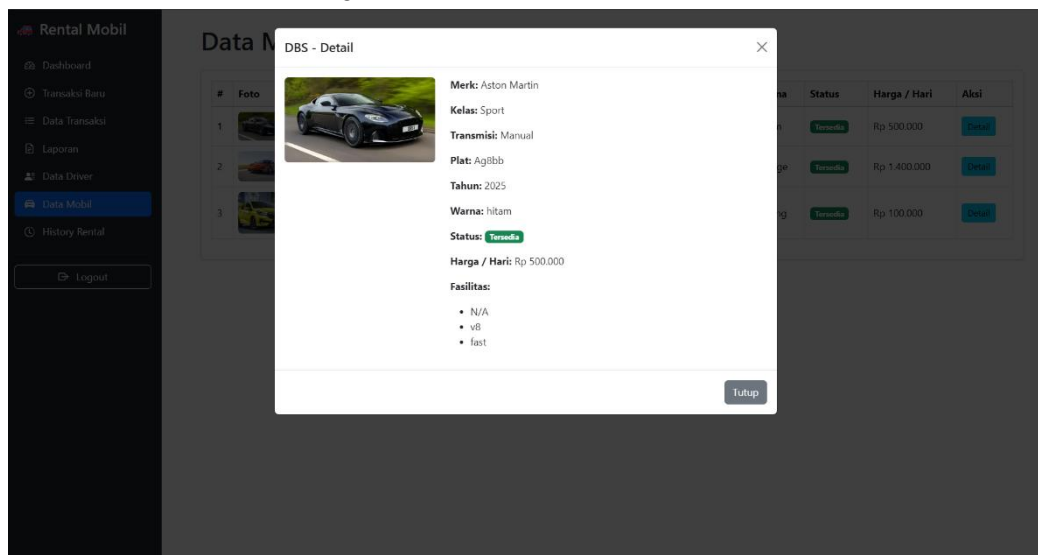 Rental Mobil
Dashboard
Transaksi Baru
Data Transaksi
Laporan
Data Driver
Data Mobil
History Rental
Logout
Data M
# Foto na Status Harga / Hari Aksi
1 n Tersedia Rp 500.000 Detail
2 ge Tersedia Rp 1.400.000 Detail
3 ng Tersedia Rp 100.000 Detail
DBS - Detail
Merk: Aston Martin
Kelas: Sport
Transmisi: Manual
Plat: Ag8bb
Tahun: 2025
Warna: hitam
Status: Tersedia
Harga / Hari: Rp 500.000
Fasilitas:
• N/A
• v8
• fast
Tutup